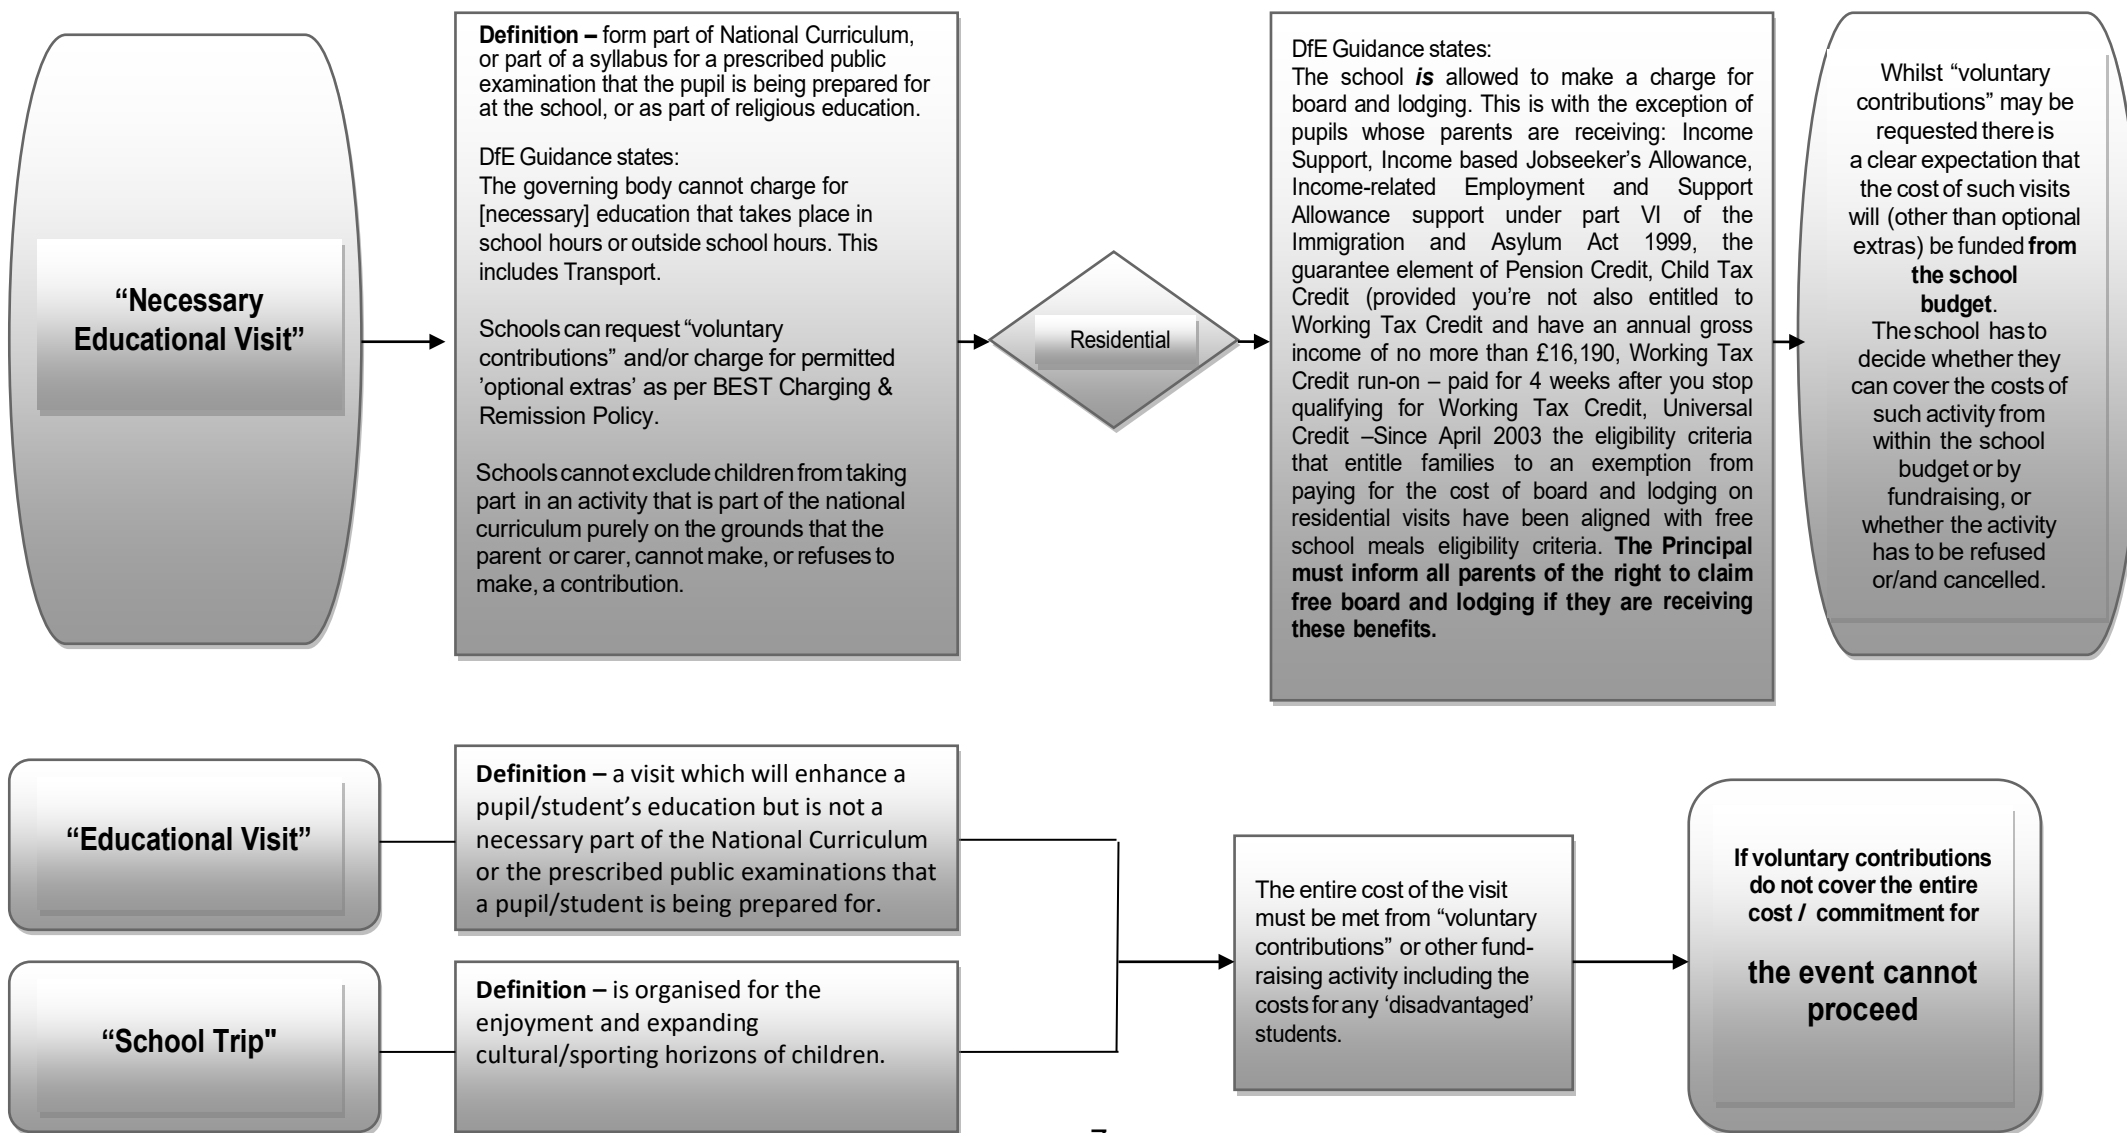 “Necessary
Educational Visit”
Definition – form part of National Curriculum,
or part of a syllabus for a prescribed public
examination that the pupil is being prepared for
at the school, or as part of religious education.
DfE Guidance states:
The governing body cannot charge for
[necessary] education that takes place in
school hours or outside school hours. This
includes Transport.
Schools can request “voluntary
contributions” and/or charge for permitted
’optional extras’ as per BEST Charging &
Remission Policy.
Schools cannot exclude children from taking
part in an activity that is part of the national
curriculum purely on the grounds that the
parent or carer, cannot make, or refuses to
make, a contribution.
Residential
DfE Guidance states:
The school is allowed to make a charge for
board and lodging. This is with the exception of
pupils whose parents are receiving: Income
Support, Income based Jobseeker’s Allowance,
Income-related Employment and Support
Allowance support under part VI of the
Immigration and Asylum Act 1999, the
guarantee element of Pension Credit, Child Tax
Credit (provided you’re not also entitled to
Working Tax Credit and have an annual gross
income of no more than £16,190, Working Tax
Credit run-on – paid for 4 weeks after you stop
qualifying for Working Tax Credit, Universal
Credit –Since April 2003 the eligibility criteria
that entitle families to an exemption from
paying for the cost of board and lodging on
residential visits have been aligned with free
school meals eligibility criteria. The Principal
must inform all parents of the right to claim
free board and lodging if they are receiving
these benefits.
Whilst “voluntary
contributions” may be
requested there is
a clear expectation that
the cost of such visits
will (other than optional
extras) be funded from
the school
budget.
The school has to
decide whether they
can cover the costs of
such activity from
within the school
budget or by
fundraising, or
whether the activity
has to be refused
or/and cancelled.
“Educational Visit”
Definition – a visit which will enhance a
pupil/student’s education but is not a
necessary part of the National Curriculum
or the prescribed public examinations that
a pupil/student is being prepared for.
“School Trip"
Definition – is organised for the
enjoyment and expanding
cultural/sporting horizons of children.
The entire cost of the visit
must be met from “voluntary
contributions” or other fund-
raising activity including the
costs for any ‘disadvantaged’
students.
If voluntary contributions
do not cover the entire
cost / commitment for
the event cannot
proceed